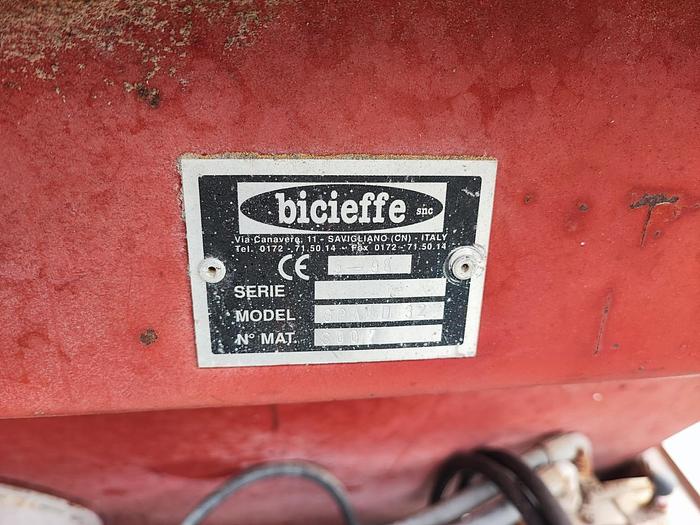 bicieffe snc
Via Canavere, 11 - SAVIGLIANO (CN) - ITALY
Tel. 0172 - 71.50.14 - Fax 0172 - 71.50.14
CE
SERIE
MODEL
N° MAT.